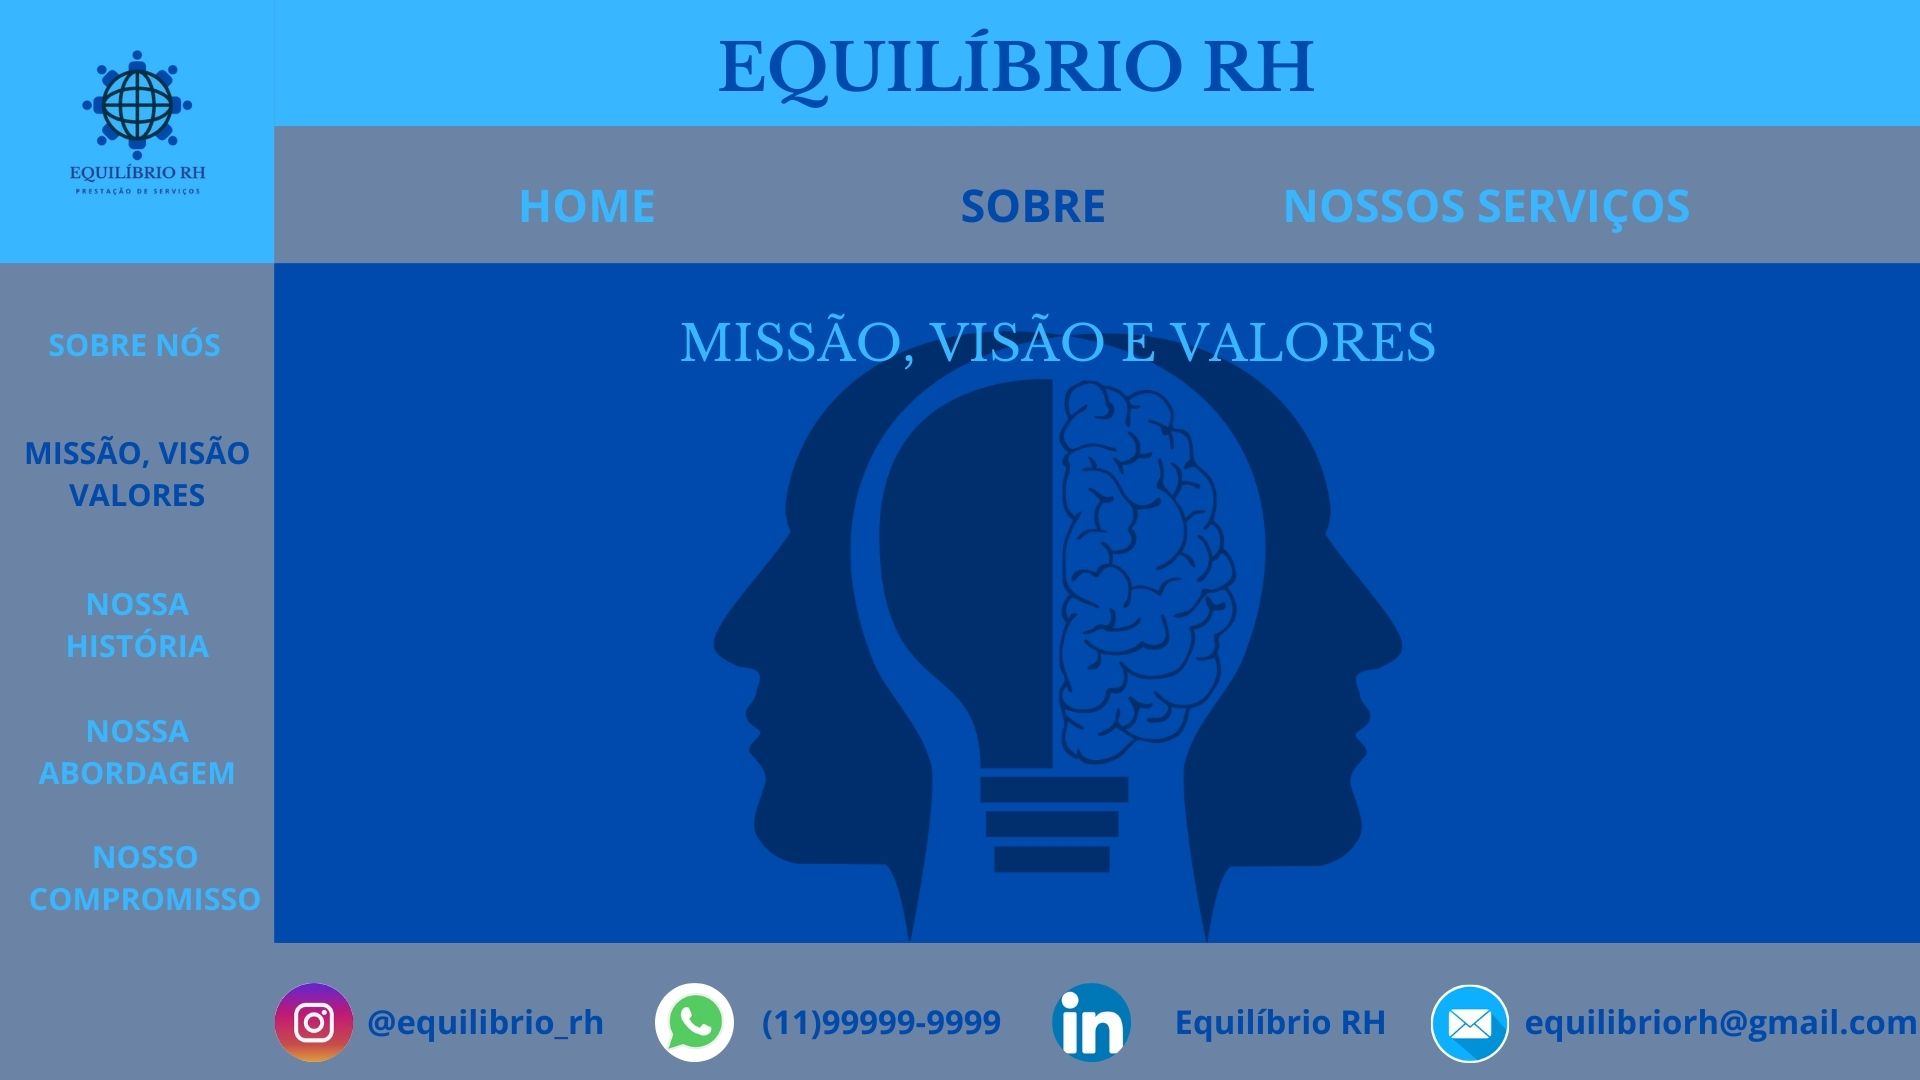 EQUILÍBRIO RH
PRESTAÇÃO DE SERVIÇOS
EQUILÍBRIO RH
HOME
SOBRE
NOSSOS SERVIÇOS
SOBRE NÓS
MISSÃO, VISÃO
VALORES
NOSSA
HISTÓRIA
NOSSA
ABORDAGEM
NOSSO
COMPROMISSO
MISSÃO, VISÃO E VALORES
@equilibrio_rh
(11)99999-9999
in
Equilíbrio RH
equilibriorh@gmail.com